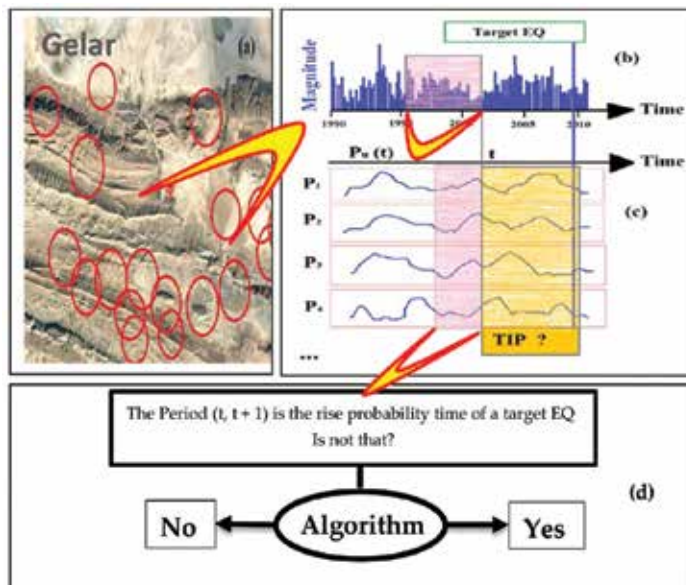 Gelar
(a)
Target EQ
(b)
Magnitude
Time
1990
2005
2010
Pn (t)
t
Time
P1
P2
(c)
P3
P4
TIP ?
...
The Period (t, t + 1) is the rise probability time of a target EQ
Is not that?
(d)
No
Algorithm
Yes